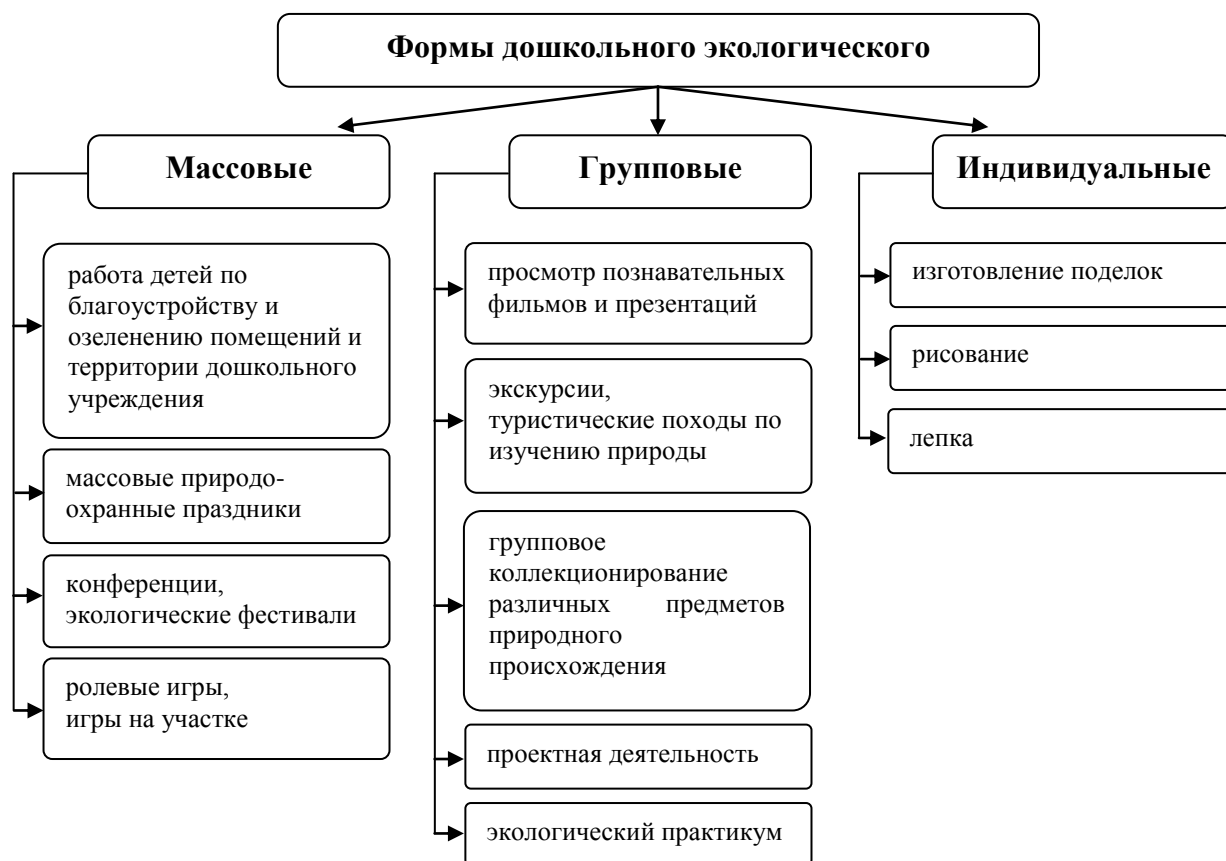 Формы дошкольного экологического
Массовые
работа детей по
благоустройству и
озеленению помещений и
территории дошкольного
учреждения
массовые природо-
охранные праздники
конференции,
экологические фестивали
ролевые игры,
игры на участке
Групповые
просмотр познавательных
фильмов и презентаций
экскурсии,
туристические походы по
изучению природы
групповое
коллекционирование
различных предметов
природного
происхождения
проектная деятельность
экологический практикум
Индивидуальные
изготовление поделок
рисование
лепка